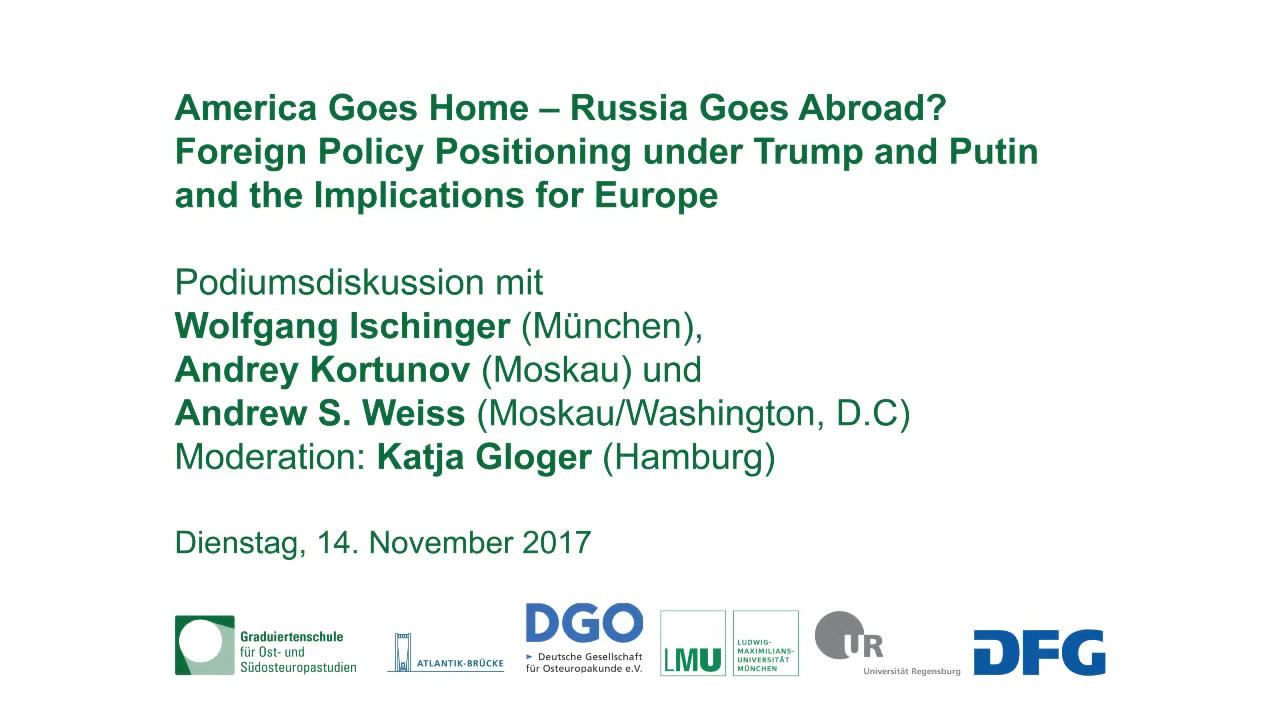 America Goes Home – Russia Goes Abroad?
Foreign Policy Positioning under Trump and Putin
and the Implications for Europe
Podiumsdiskussion mit
Wolfgang Ischinger (München),
Andrey Kortunov (Moskau) und
Andrew S. Weiss (Moskau/Washington, D.C)
Moderation: Katja Gloger (Hamburg)
Dienstag, 14. November 2017
Graduiertenschule
für Ost- und
Südosteuropastudien
ATLANTIK-BRÜCKE
DGO
Deutsche Gesellschaft
für Osteuropakunde e.V.
LMU
LUDWIG-
MAXIMILIANS-
UNIVERSITÄT
MÜNCHEN
UR
Universität Regensburg
DFG